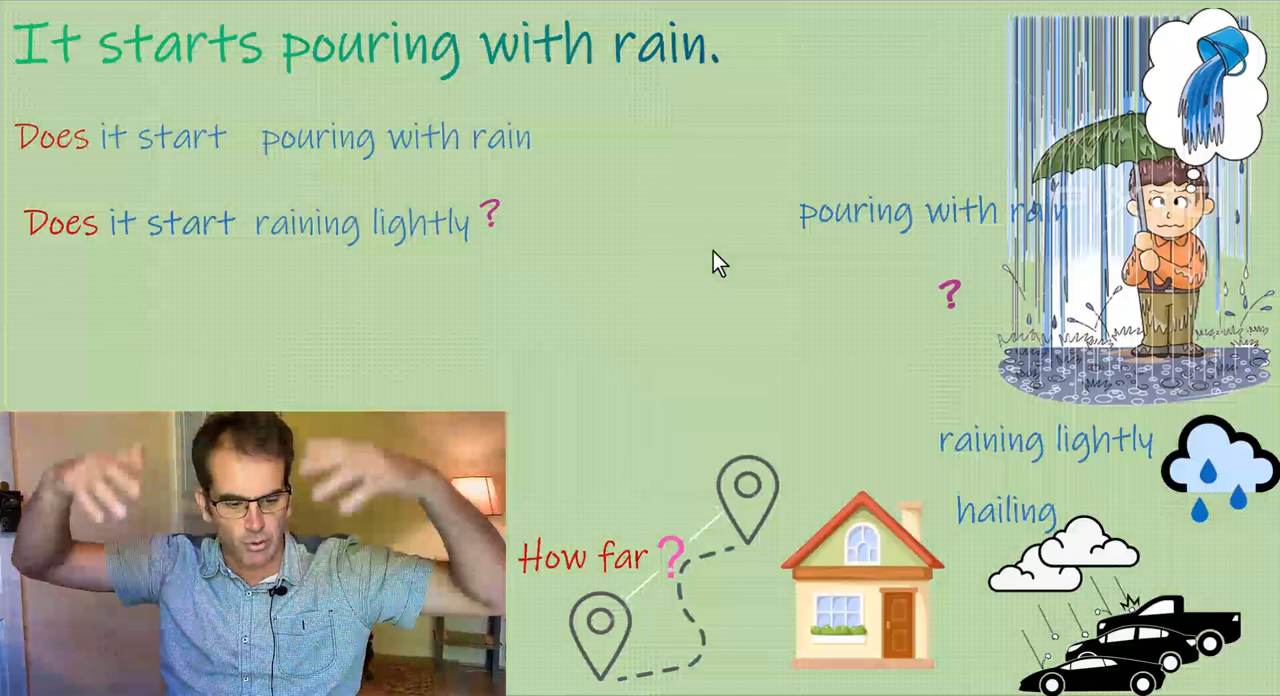 It starts pouring with rain.
Does it start pouring with rain
Does it start raining lightly ?
pouring with rain
?
raining lightly
hailing
How far ?